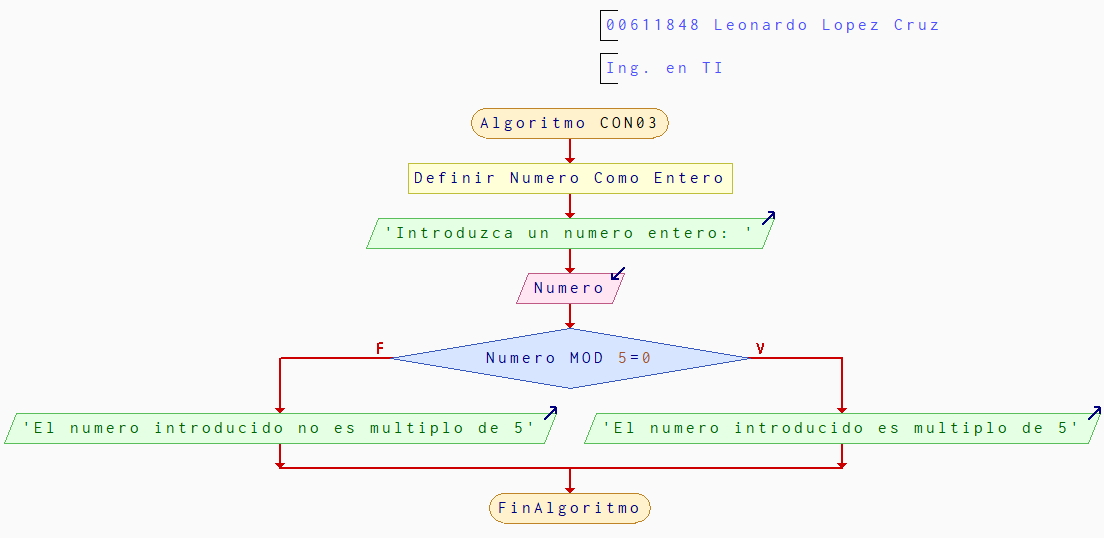 00611848 Leonardo Lopez Cruz
Ing. en TI
Algoritmo CON03
Definir Numero Como Entero
'Introduzca un numero entero: '
Numero
Numero MOD 5=0
F
V
'El numero introducido no es multiplo de 5'
'El numero introducido es multiplo de 5'
FinAlgoritmo